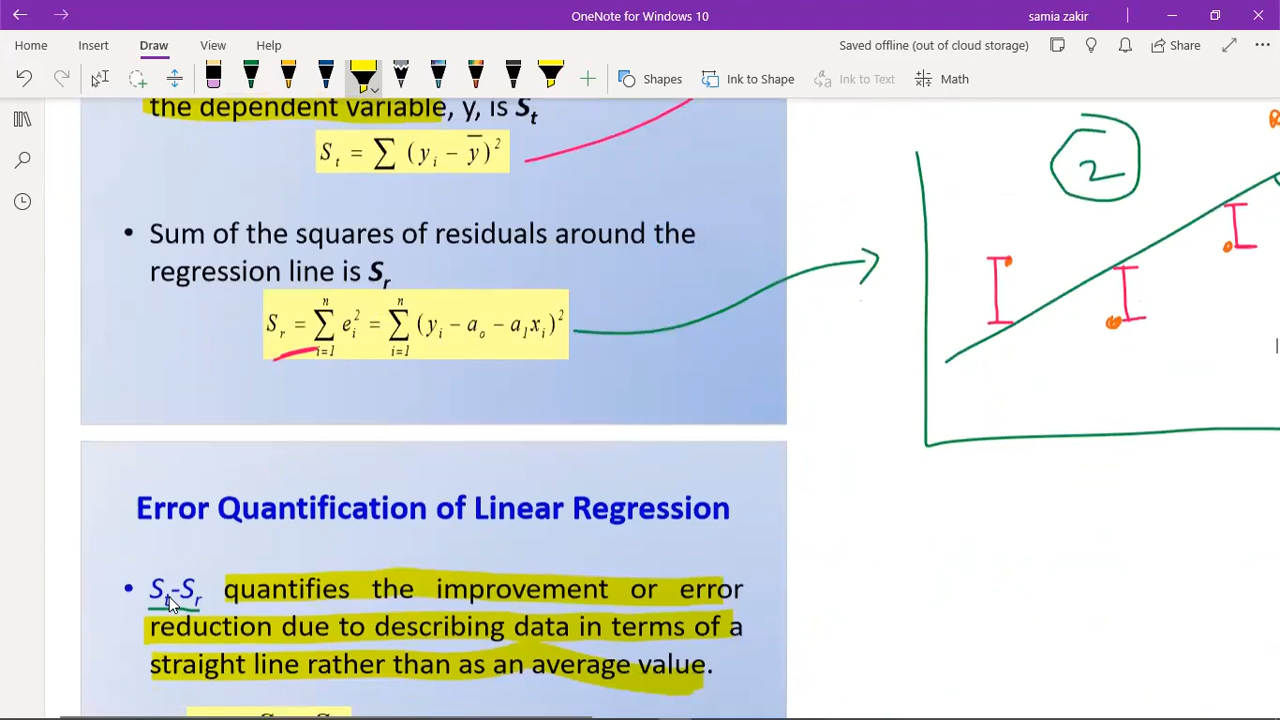 OneNote for Windows 10
samia zakir
Home Insert Draw View Help
Saved offline (out of cloud storage)
Share
Shapes
Ink to Shape
Ink to Text
Math
the dependent variable, y, is Sₜ
Sₜ = ∑ (yᵢ − ȳ)²
2
• Sum of the squares of residuals around the
regression line is Sᵣ
Sᵣ = ∑ᵢ₌₁ⁿ eᵢ² = ∑ᵢ₌₁ⁿ (yᵢ − aₒ − a₁xᵢ)²
Error Quantification of Linear Regression
• Sₜ-Sᵣ quantifies the improvement or error
reduction due to describing data in terms of a
straight line rather than as an average value.